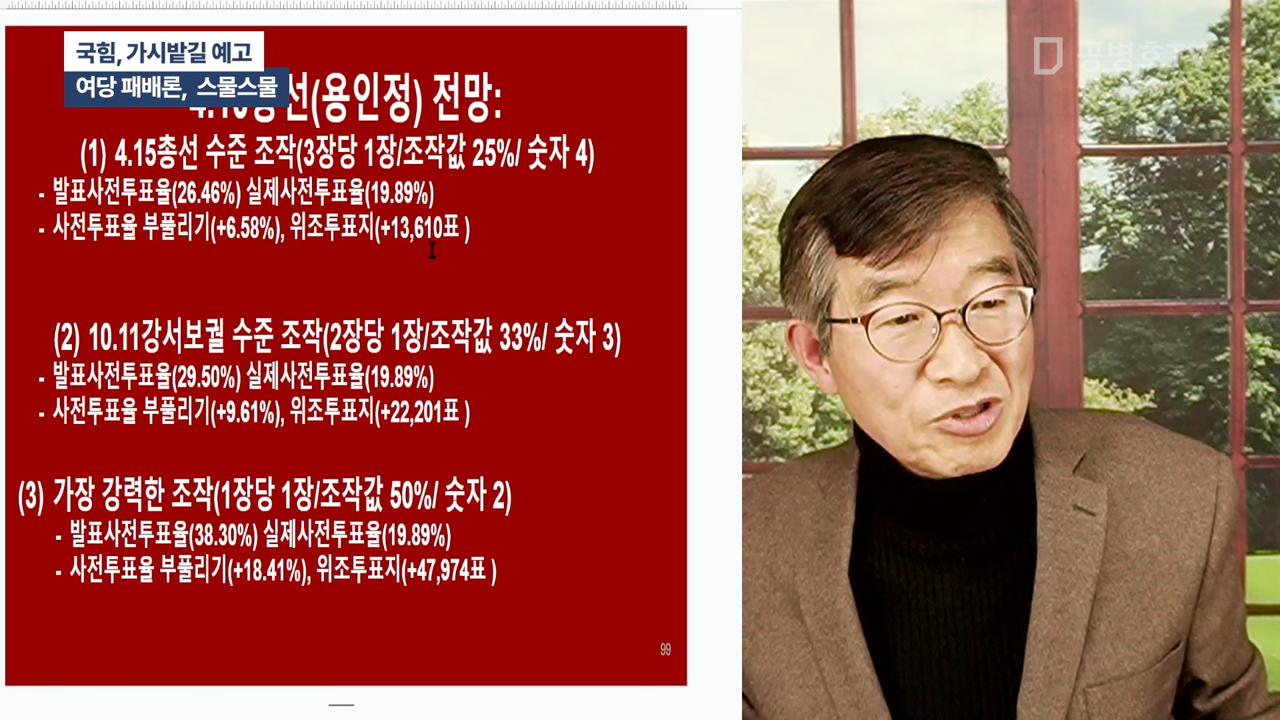 국힘, 가시밭길 예고
여당 패배론, 스물스물
4.10총선(용인정) 전망:
(1) 4.15총선 수준 조작(3장당 1장/조작값 25%/ 숫자 4)
- 발표사전투표율(26.46%) 실제사전투표율(19.89%)
- 사전투표율 부풀리기(+6.58%), 위조투표지(+13,610표 )
(2) 10.11강서보궐 수준 조작(2장당 1장/조작값 33%/ 숫자 3)
- 발표사전투표율(29.50%) 실제사전투표율(19.89%)
- 사전투표율 부풀리기(+9.61%), 위조투표지(+22,201표 )
(3) 가장 강력한 조작(1장당 1장/조작값 50%/ 숫자 2)
- 발표사전투표율(38.30%) 실제사전투표율(19.89%)
- 사전투표율 부풀리기(+18.41%), 위조투표지(+47,974표 )
99
공병호TV